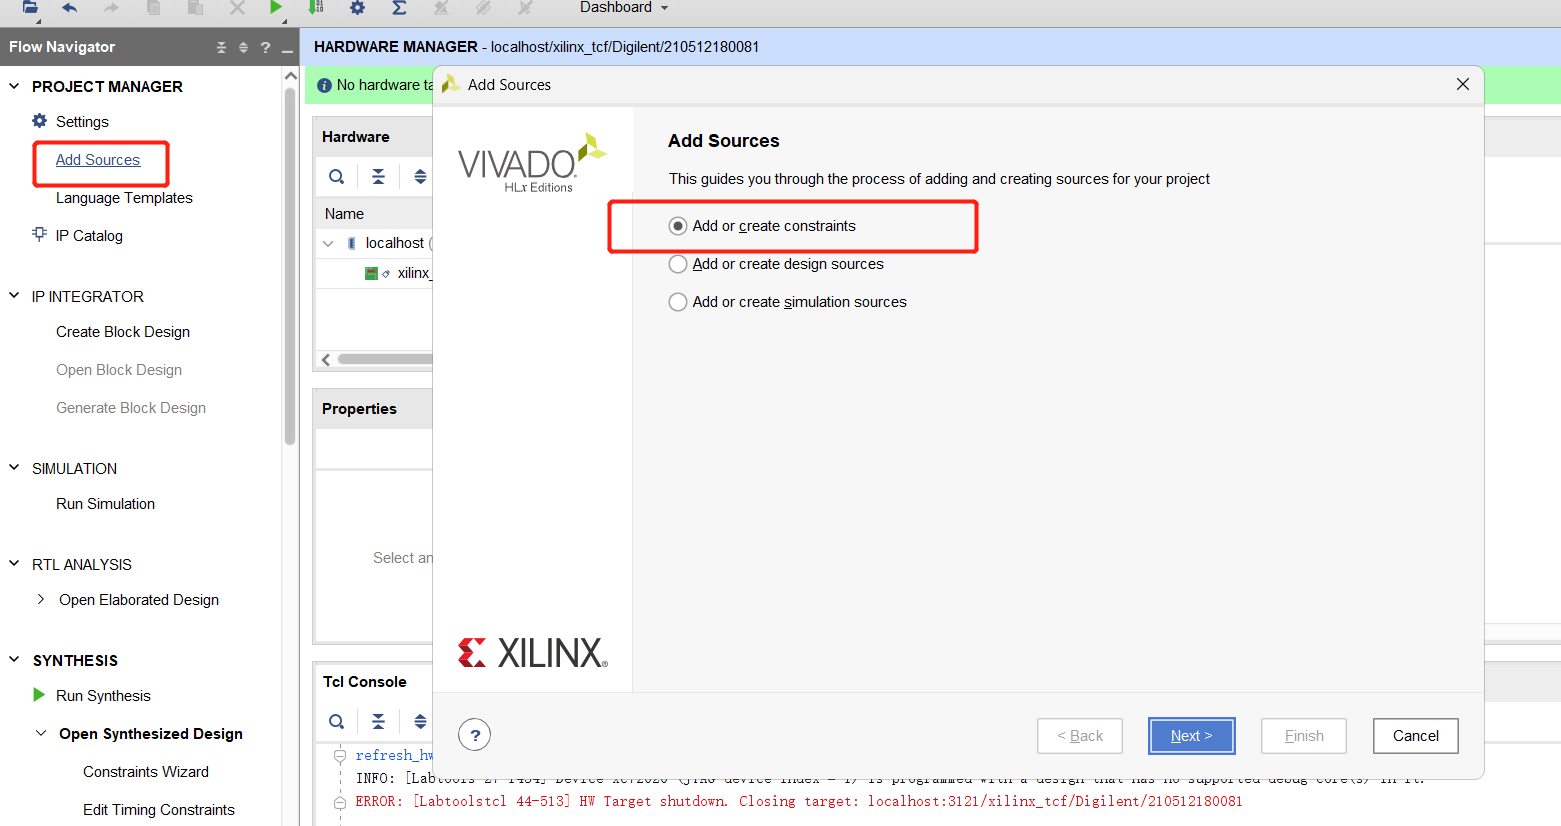 Dashboard
Flow Navigator
HARDWARE MANAGER - localhost/xilinx_tcf/Digilent/210512180081
PROJECT MANAGER
Settings
Add Sources
Language Templates
IP Catalog
IP INTEGRATOR
Create Block Design
Open Block Design
Generate Block Design
SIMULATION
Run Simulation
RTL ANALYSIS
Open Elaborated Design
SYNTHESIS
Run Synthesis
Open Synthesized Design
Constraints Wizard
Edit Timing Constraints
No hardware ta
Hardware
Name
localhost (
xilinx_
Properties
Select an
Tcl Console
refresh_hw
INFO: [Labtools 27-1434] Device xc7z020 (JTAG device index = 1) is programmed with a design that has no supported debug core(s) in it.
ERROR: [Labtoolstcl 44-513] HW Target shutdown. Closing target: localhost:3121/xilinx_tcf/Digilent/210512180081
Add Sources
VIVADO
HLx Editions
Add Sources
This guides you through the process of adding and creating sources for your project
Add or create constraints
Add or create design sources
Add or create simulation sources
XILINX
?
< Back
Next >
Finish
Cancel